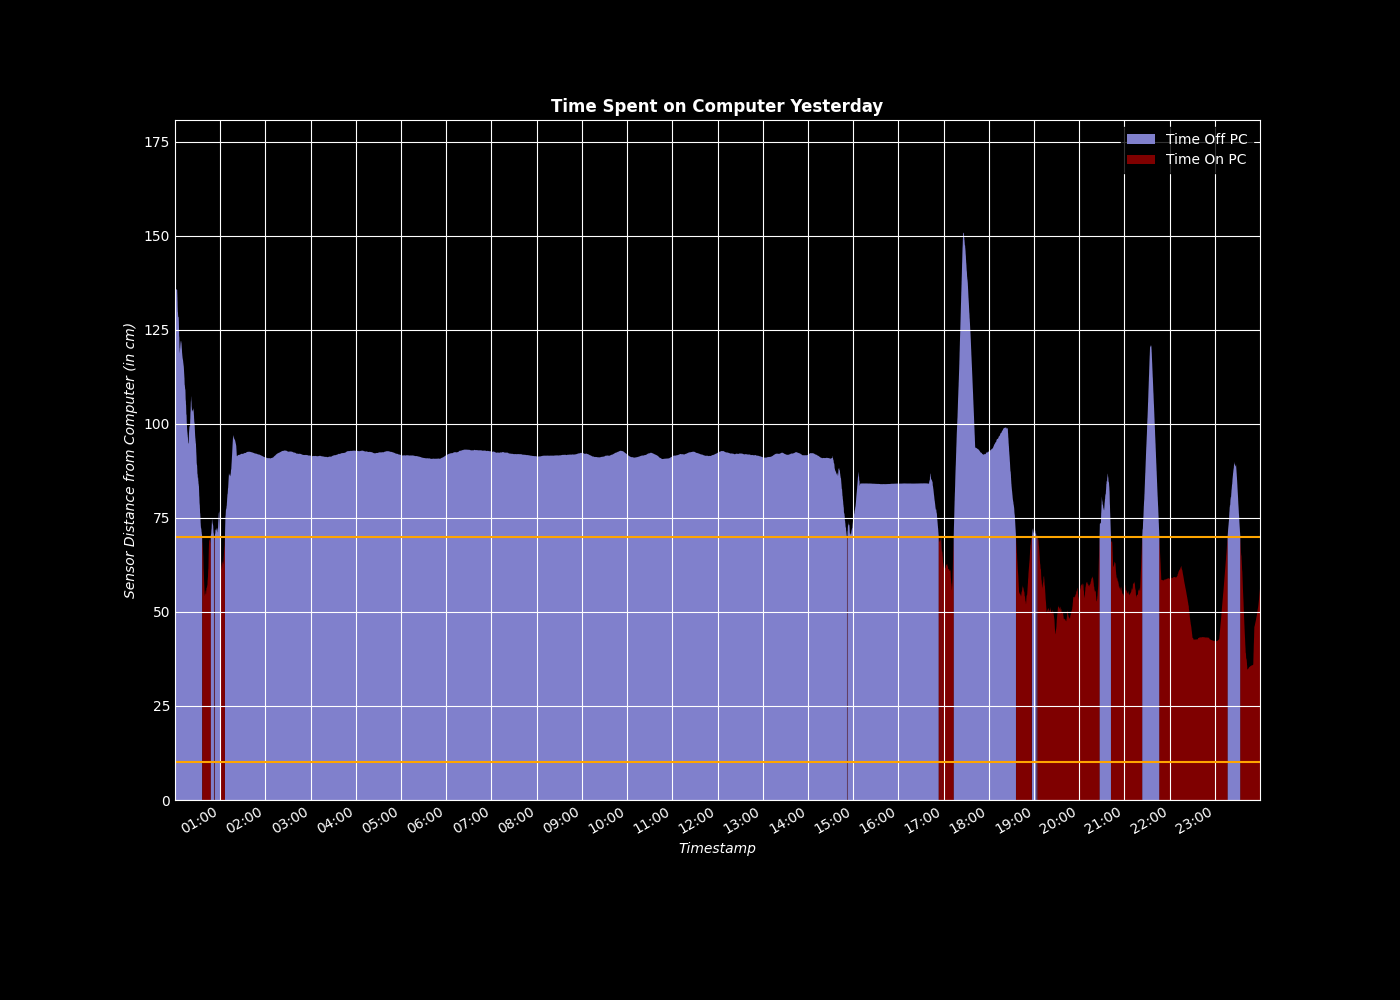 Time Spent on Computer Yesterday
Time Off PC
Time On PC
175
150
125
100
75
50
25
0
Sensor Distance from Computer (in cm)
01:00 02:00 03:00 04:00 05:00 06:00 07:00 08:00 09:00 10:00 11:00 12:00 13:00 14:00 15:00 16:00 17:00 18:00 19:00 20:00 21:00 22:00 23:00
Timestamp